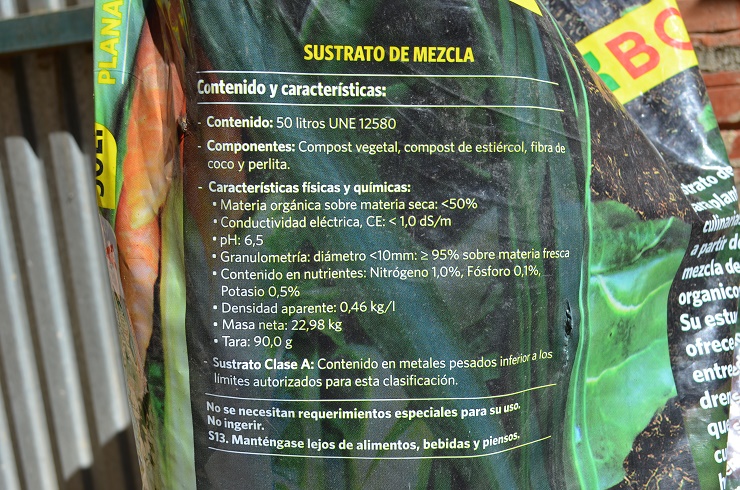 PLANA
SUSTRATO DE MEZCLA
Contenido y características:
- Contenido: 50 litros UNE 12580
- Componentes: Compost vegetal, compost de estiércol, fibra de
coco y perlita.
- Características físicas y químicas:
• Materia orgánica sobre materia seca: <50%
• Conductividad eléctrica, CE: < 1,0 dS/m
• pH: 6,5
• Granulometría: diámetro <10mm: ≥ 95% sobre materia fresca
• Contenido en nutrientes: Nitrógeno 1,0%, Fósforo 0,1%,
Potasio 0,5%
• Densidad aparente: 0,46 kg/l
• Masa neta: 22,98 kg
• Tara: 90,0 g
- Sustrato Clase A: Contenido en metales pesados inferior a los
límites autorizados para esta clasificación.
No se necesitan requerimientos especiales para su uso.
No ingerir.
S13. Manténgase lejos de alimentos, bebidas y piensos.
BO
culinaria
a partir d
mezcla de
organico
Su estu
ofrece
entre
dren
que